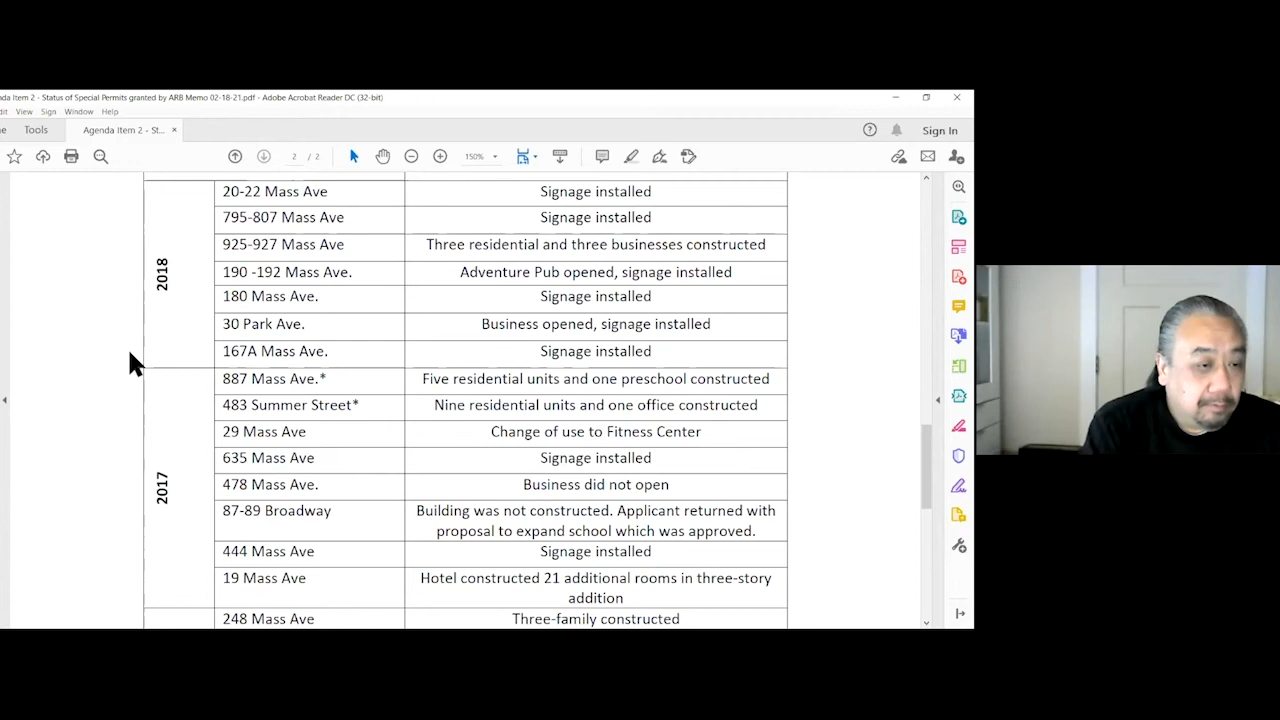 da Item 2 - Status of Special Permits granted by ARB Memo 02-18-21.pdf - Adobe Acrobat Reader DC (32-bit)
dit View Sign Window Help
e Tools Agenda Item 2 - St... × Sign In
2 / 2 150%
20-22 Mass Ave Signage installed
795-807 Mass Ave Signage installed
925-927 Mass Ave Three residential and three businesses constructed
2018
190 -192 Mass Ave. Adventure Pub opened, signage installed
180 Mass Ave. Signage installed
30 Park Ave. Business opened, signage installed
167A Mass Ave. Signage installed
887 Mass Ave.* Five residential units and one preschool constructed
483 Summer Street* Nine residential units and one office constructed
29 Mass Ave Change of use to Fitness Center
635 Mass Ave Signage installed
2017
478 Mass Ave. Business did not open
87-89 Broadway Building was not constructed. Applicant returned with
proposal to expand school which was approved.
444 Mass Ave Signage installed
19 Mass Ave Hotel constructed 21 additional rooms in three-story
addition
248 Mass Ave Three-family constructed